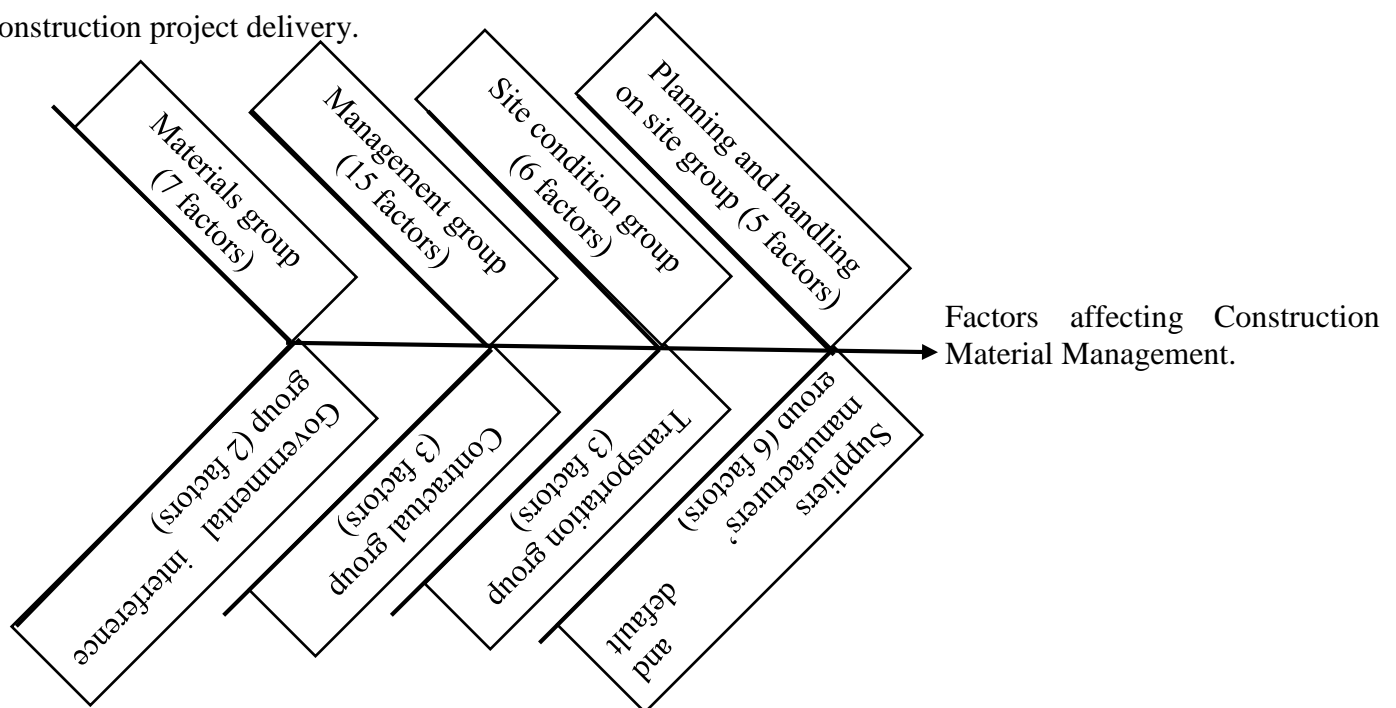 onstruction project delivery.
Materials group
(7 factors)
Management group
(15 factors)
Site condition group
(6 factors)
Planning and handling
on site group (5 factors)
Factors affecting Construction
Material Management.
Governmental interference
group (2 factors)
Contractual group
(3 factors)
Transportation group
(3 factors)
Suppliers and
manufacturers’ default
group (6 factors)